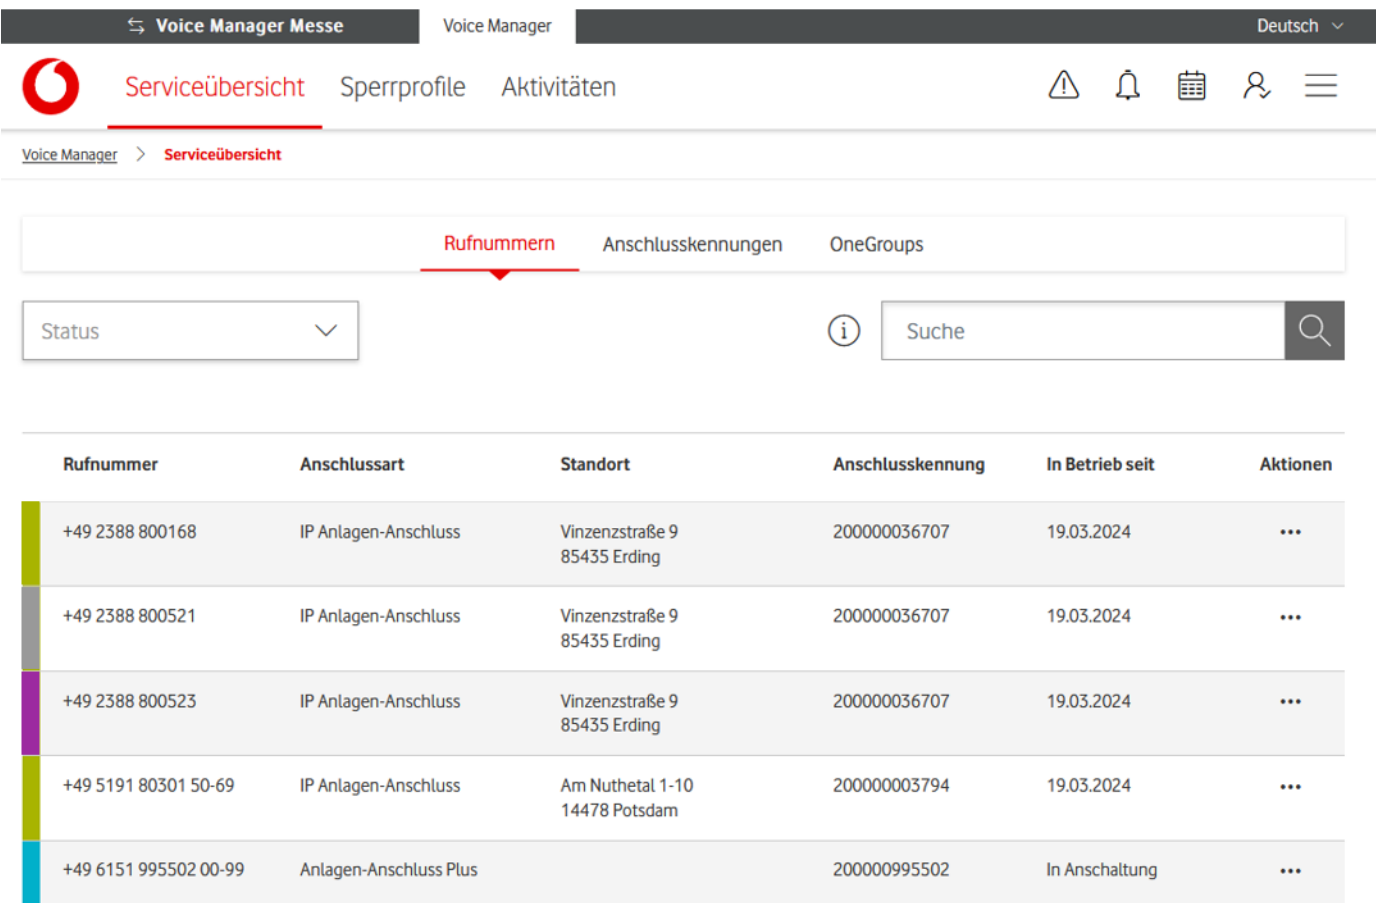 Voice Manager Messe Voice Manager Deutsch
Serviceübersicht Sperrprofile Aktivitäten
Voice Manager Serviceübersicht
Rufnummern Anschlusskennungen OneGroups
Status Suche
Rufnummer Anschlussart Standort Anschlusskennung In Betrieb seit Aktionen
+49 2388 800168 IP Anlagen-Anschluss Vinzenzstraße 9 200000036707 19.03.2024
85435 Erding
+49 2388 800521 IP Anlagen-Anschluss Vinzenzstraße 9 200000036707 19.03.2024
85435 Erding
+49 2388 800523 IP Anlagen-Anschluss Vinzenzstraße 9 200000036707 19.03.2024
85435 Erding
+49 5191 80301 50-69 IP Anlagen-Anschluss Am Nuthetal 1-10 200000003794 19.03.2024
14478 Potsdam
+49 6151 995502 00-99 Anlagen-Anschluss Plus 200000995502 In Anschaltung